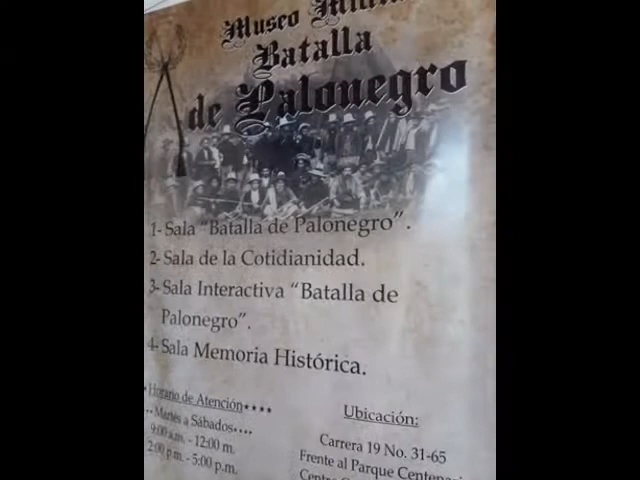 Museo
Batalla
de Palonegro
1- Sala "Batalla de Palonegro".
2- Sala de la Cotidianidad.
3- Sala Interactiva "Batalla de
Palonegro".
4- Sala Memoria Histórica.
Horario de Atención••••
••Martes a Sábados••••
9:00 a.m. - 12:00 m.
2:00 p.m. - 5:00 p.m.
Ubicación:
Carrera 19 No. 31-65
Frente al Parque